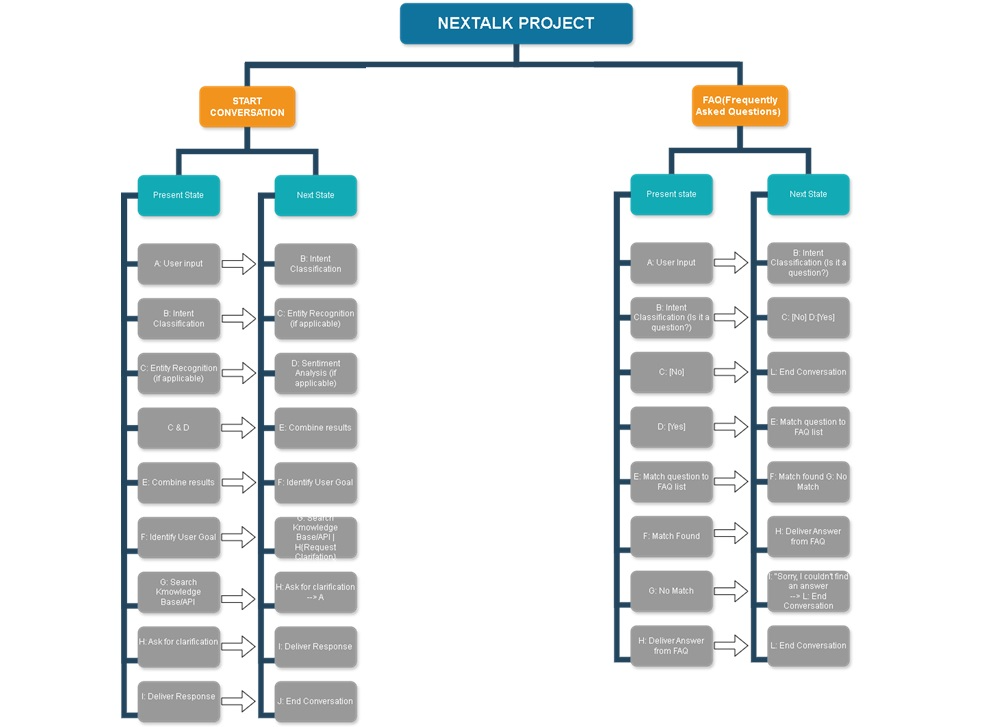 NEXTALK PROJECT
START
CONVERSATION
FAQ(Frequently
Asked Questions)
Present State
Next State
Present state
Next State
A: User input
B: Intent
Classification
B: Intent
Classification
C: Entity Recognition
(if applicable)
C: Entity Recognition
(if applicable)
D: Sentiment
Analysis (if
applicable)
C & D
E: Combine results
E: Combine results
F: Identify User Goal
F: Identify User Goal
G: Search
Kmowledge
Base/API |
H(Request
Clarifation)
G: Search
Kmowledge
Base/API
H: Ask for clarification
--> A
H: Ask for clarification
I: Deliver Response
I: Deliver Response
J: End Conversation
A: User Input
B: Intent
Classification (Is it a
question?)
B: Intent
Classification (Is it a
question?)
C: [No] D:[Yes]
C: [No]
L: End Conversation
D: [Yes]
E: Match question to
FAQ list
E: Match question to
FAQ list
F: Match found G: No
Match
F: Match Found
H: Deliver Answer
from FAQ
G: No Match
I: "Sorry, I couldn't find
an answer
--> L: End
Conversation
H: Deliver Answer
from FAQ
L: End Conversation